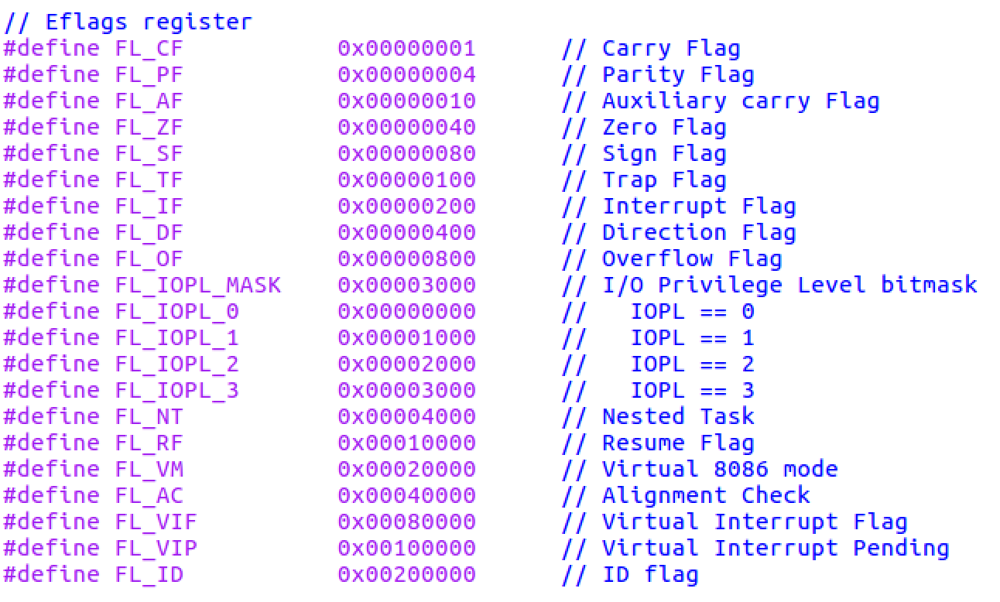 // Eflags register
#define FL_CF           0x00000001      // Carry Flag
#define FL_PF           0x00000004      // Parity Flag
#define FL_AF           0x00000010      // Auxiliary carry Flag
#define FL_ZF           0x00000040      // Zero Flag
#define FL_SF           0x00000080      // Sign Flag
#define FL_TF           0x00000100      // Trap Flag
#define FL_IF           0x00000200      // Interrupt Flag
#define FL_DF           0x00000400      // Direction Flag
#define FL_OF           0x00000800      // Overflow Flag
#define FL_IOPL_MASK    0x00003000      // I/O Privilege Level bitmask
#define FL_IOPL_0       0x00000000      //   IOPL == 0
#define FL_IOPL_1       0x00001000      //   IOPL == 1
#define FL_IOPL_2       0x00002000      //   IOPL == 2
#define FL_IOPL_3       0x00003000      //   IOPL == 3
#define FL_NT           0x00004000      // Nested Task
#define FL_RF           0x00010000      // Resume Flag
#define FL_VM           0x00020000      // Virtual 8086 mode
#define FL_AC           0x00040000      // Alignment Check
#define FL_VIF          0x00080000      // Virtual Interrupt Flag
#define FL_VIP          0x00100000      // Virtual Interrupt Pending
#define FL_ID           0x00200000      // ID flag